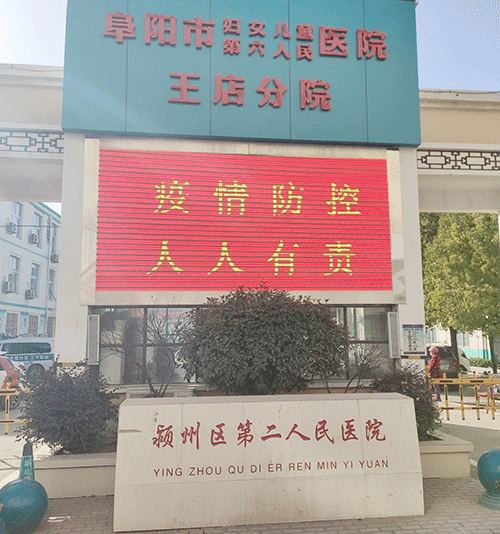 阜阳市妇女儿童医院
第六人民
王店分院
疫情防控
人人有责
颍州区第二人民医院
YING ZHOU QU DI ER REN MIN YI YUAN